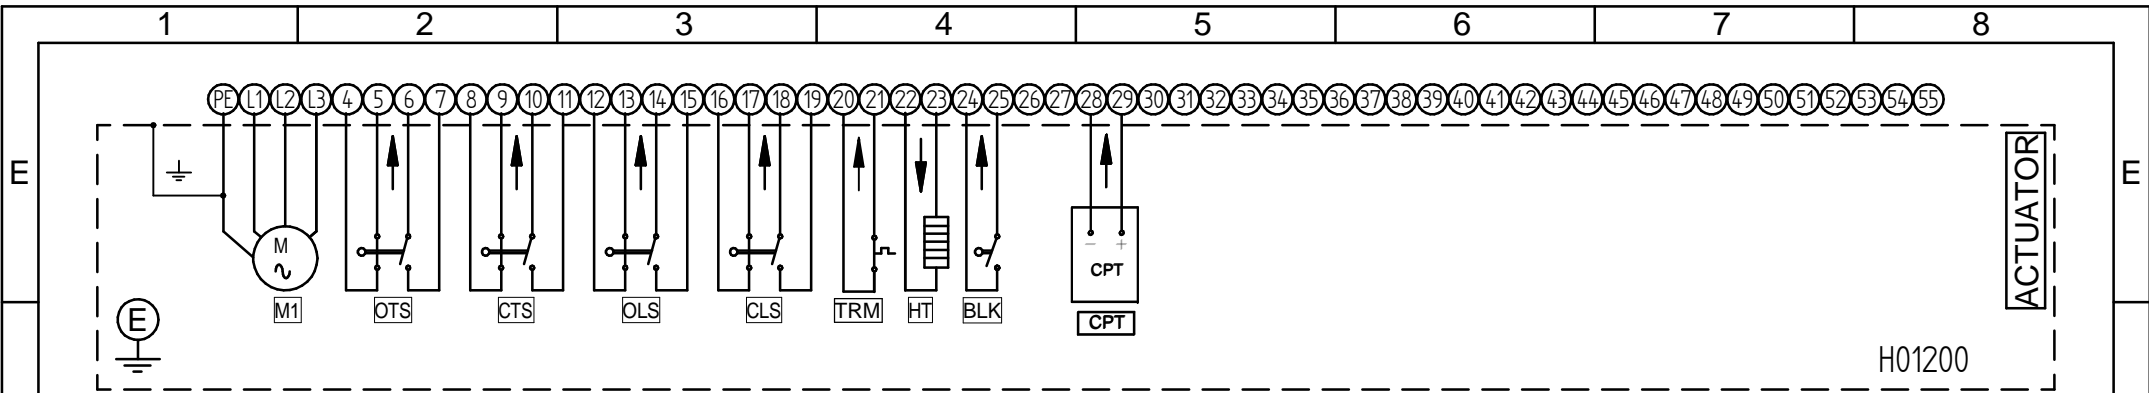 1 2 3 4 5 6 7 8
PE L1 L2 L3 4 5 6 7 8 9 10 11 12 13 14 15 16 17 18 19 20 21 22 23 24 25 26 27 28 29 30 31 32 33 34 35 36 37 38 39 40 41 42 43 44 45 46 47 48 49 50 51 52 53 54 55
E E
ACTUATOR
M
- +
CPT
M1 OTS CTS OLS CLS TRM HT BLK
CPT
E
H01200